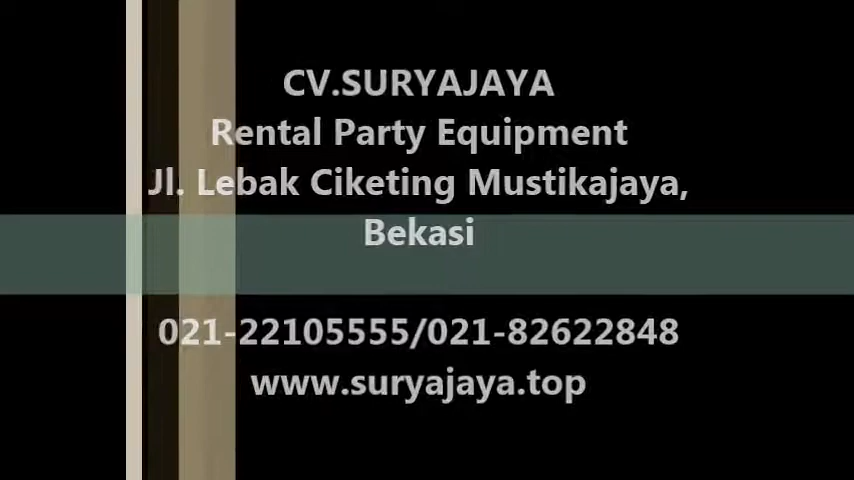 CV.SURYAJAYA
Rental Party Equipment
Jl. Lebak Ciketing Mustikajaya,
Bekasi
021-22105555/021-82622848
www.suryajaya.top